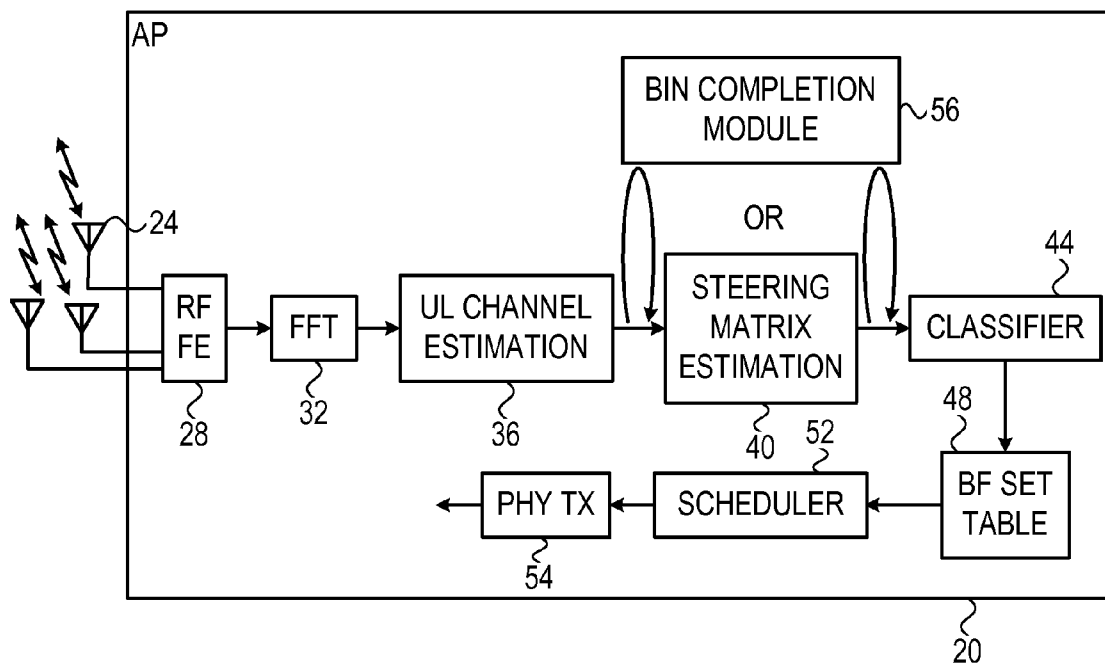 AP
BIN COMPLETION
MODULE
56
24
OR
44
RF
FE
FFT
UL CHANNEL
ESTIMATION
STEERING
MATRIX
ESTIMATION
CLASSIFIER
28
32
36
40
52
48
PHY TX
SCHEDULER
BF SET
TABLE
54
20